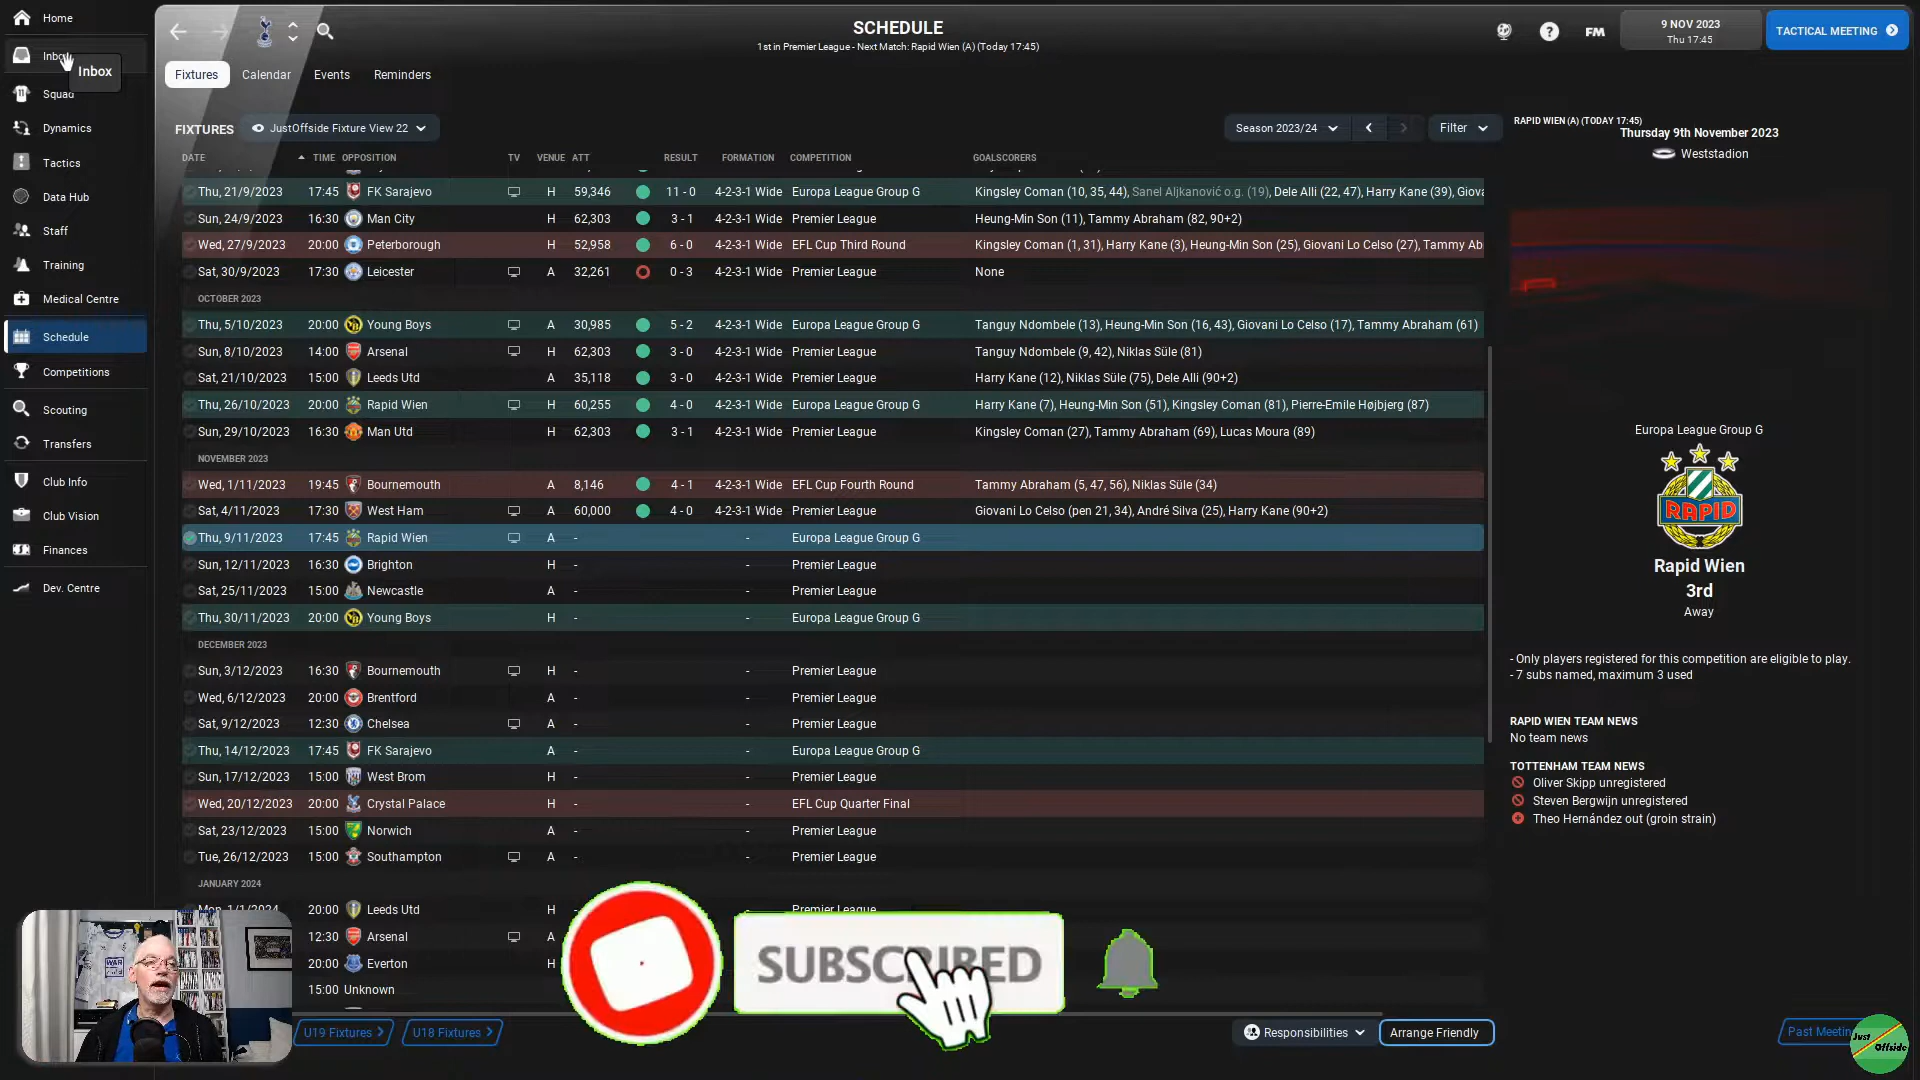 Home
SCHEDULE
1st in Premier League - Next Match: Rapid Wien (A) (Today 17:45)
FM
9 NOV 2023
Thu 17:45
TACTICAL MEETING
Inbox
Inbox
Fixtures Calendar Events Reminders
Squad
Dynamics
Tactics
Data Hub
Staff
Training
Medical Centre
Schedule
Competitions
Scouting
Transfers
Club Info
Club Vision
Finances
Dev. Centre
FIXTURES JustOffside Fixture View 22 Season 2023/24 Filter
DATE TIME OPPOSITION TV VENUE ATT RESULT FORMATION COMPETITION GOALSCORERS
Thu, 21/9/2023 17:45 FK Sarajevo H 59,346 11 - 0 4-2-3-1 Wide Europa League Group G Kingsley Coman (10, 35, 44), Sanel Aljkanović o.g. (19), Dele Alli (22, 47), Harry Kane (39), Giova
Sun, 24/9/2023 16:30 Man City H 62,303 3 - 1 4-2-3-1 Wide Premier League Heung-Min Son (11), Tammy Abraham (82, 90+2)
Wed, 27/9/2023 20:00 Peterborough H 52,958 6 - 0 4-2-3-1 Wide EFL Cup Third Round Kingsley Coman (1, 31), Harry Kane (3), Heung-Min Son (25), Giovani Lo Celso (27), Tammy Ab
Sat, 30/9/2023 17:30 Leicester A 32,261 0 - 3 4-2-3-1 Wide Premier League None
OCTOBER 2023
Thu, 5/10/2023 20:00 Young Boys A 30,985 5 - 2 4-2-3-1 Wide Europa League Group G Tanguy Ndombele (13), Heung-Min Son (16, 43), Giovani Lo Celso (17), Tammy Abraham (61)
Sun, 8/10/2023 14:00 Arsenal H 62,303 3 - 0 4-2-3-1 Wide Premier League Tanguy Ndombele (9, 42), Niklas Süle (81)
Sat, 21/10/2023 15:00 Leeds Utd A 35,118 3 - 0 4-2-3-1 Wide Premier League Harry Kane (12), Niklas Süle (75), Dele Alli (90+2)
Thu, 26/10/2023 20:00 Rapid Wien H 60,255 4 - 0 4-2-3-1 Wide Europa League Group G Harry Kane (7), Heung-Min Son (51), Kingsley Coman (81), Pierre-Emile Højbjerg (87)
Sun, 29/10/2023 16:30 Man Utd H 62,303 3 - 1 4-2-3-1 Wide Premier League Kingsley Coman (27), Tammy Abraham (69), Lucas Moura (89)
NOVEMBER 2023
Wed, 1/11/2023 19:45 Bournemouth A 8,146 4 - 1 4-2-3-1 Wide EFL Cup Fourth Round Tammy Abraham (5, 47, 56), Niklas Süle (34)
Sat, 4/11/2023 17:30 West Ham A 60,000 4 - 0 4-2-3-1 Wide Premier League Giovani Lo Celso (pen 21, 34), André Silva (25), Harry Kane (90+2)
Thu, 9/11/2023 17:45 Rapid Wien A - - Europa League Group G
Sun, 12/11/2023 16:30 Brighton H - - Premier League
Sat, 25/11/2023 15:00 Newcastle A - - Premier League
Thu, 30/11/2023 20:00 Young Boys H - - Europa League Group G
DECEMBER 2023
Sun, 3/12/2023 16:30 Bournemouth H - - Premier League
Wed, 6/12/2023 20:00 Brentford A - - Premier League
Sat, 9/12/2023 12:30 Chelsea A - - Premier League
Thu, 14/12/2023 17:45 FK Sarajevo A - - Europa League Group G
Sun, 17/12/2023 15:00 West Brom H - - Premier League
Wed, 20/12/2023 20:00 Crystal Palace H - - EFL Cup Quarter Final
Sat, 23/12/2023 15:00 Norwich A - - Premier League
Tue, 26/12/2023 15:00 Southampton A - - Premier League
JANUARY 2024
Mon, 1/1/2024 20:00 Leeds Utd H Premier League
12:30 Arsenal A
20:00 Everton H
15:00 Unknown
SUBSCRIBED
U19 Fixtures U18 Fixtures Responsibilities Arrange Friendly
RAPID WIEN (A) (TODAY 17:45)
Thursday 9th November 2023
Weststadion
Europa League Group G
RAPID
Rapid Wien
3rd
Away
- Only players registered for this competition are eligible to play.
- 7 subs named, maximum 3 used
RAPID WIEN TEAM NEWS
No team news
TOTTENHAM TEAM NEWS
Oliver Skipp unregistered
Steven Bergwijn unregistered
Theo Hernández out (groin strain)
Past Meetin
Just
Offside